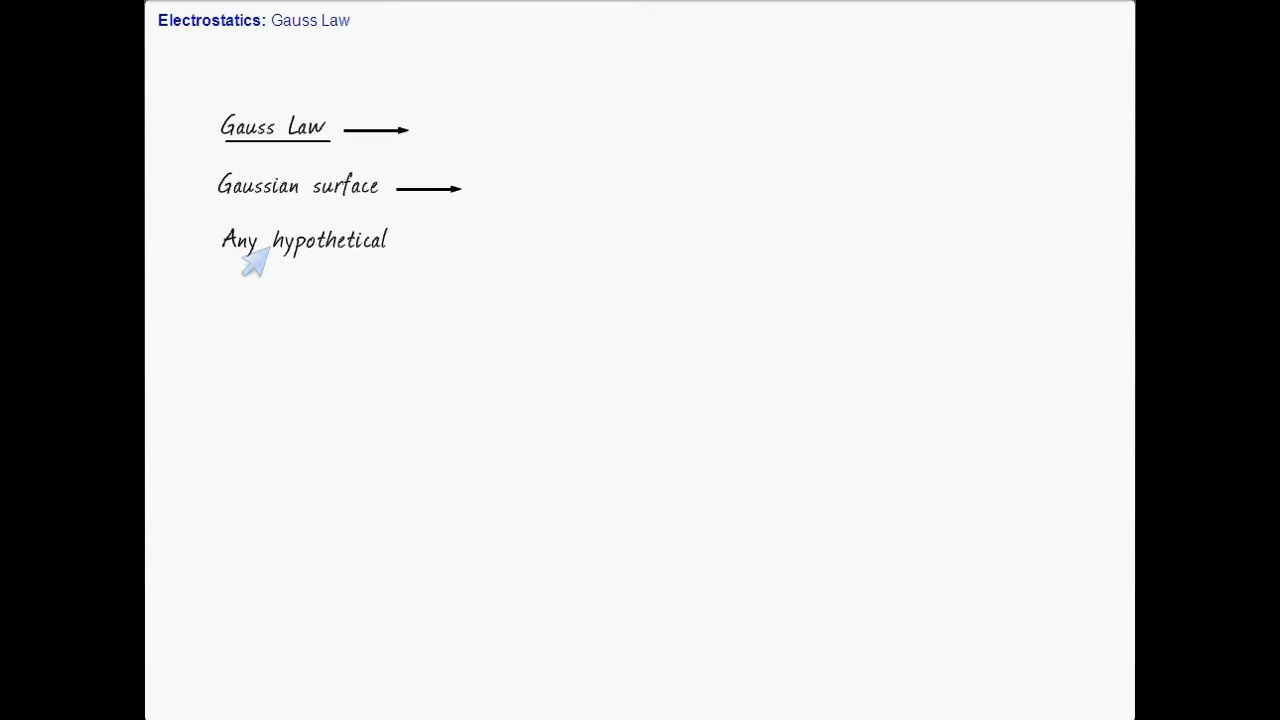 Electrostatics: Gauss Law
Gauss Law
Gaussian surface
Any hypothetical